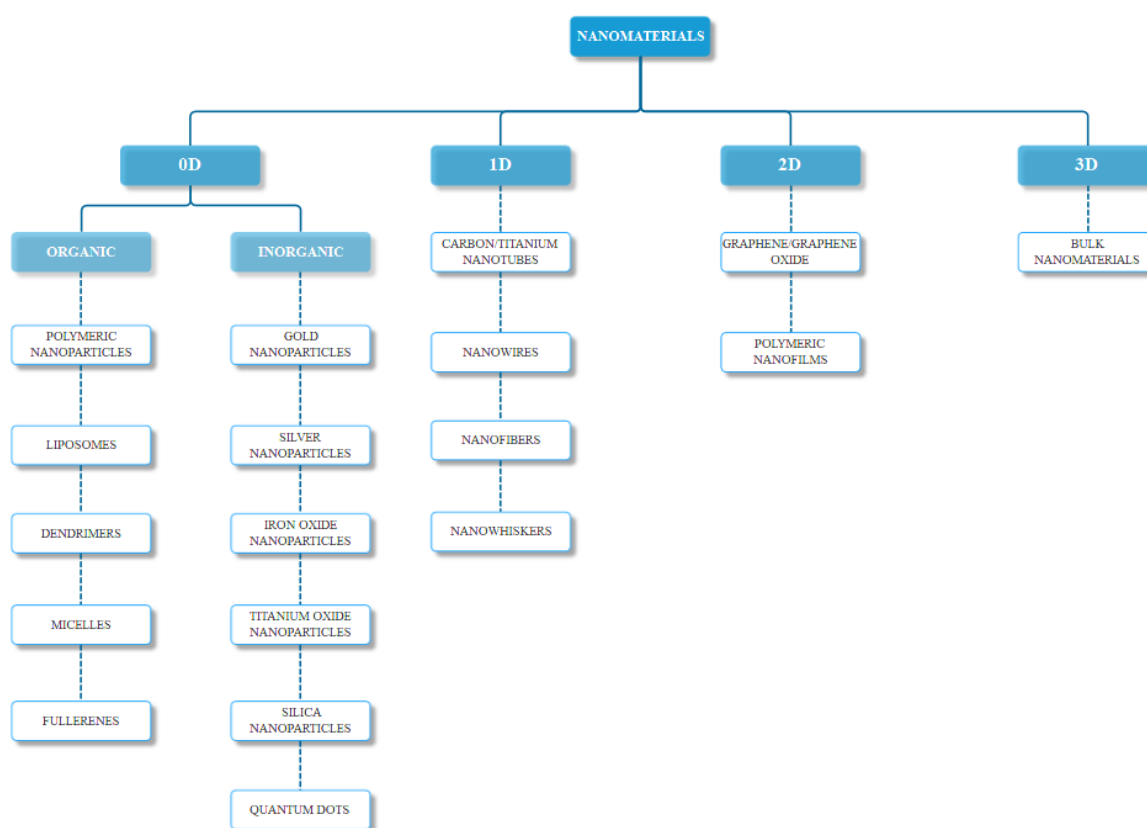 NANOMATERIALS
0D
1D
2D
3D
ORGANIC
INORGANIC
CARBON/TITANIUM
NANOTUBES
GRAPHENE/GRAPHENE
OXIDE
BULK
NANOMATERIALS
POLYMERIC
NANOPARTICLES
GOLD
NANOPARTICLES
NANOWIRES
POLYMERIC
NANOFILMS
LIPOSOMES
SILVER
NANOPARTICLES
NANOFIBERS
DENDRIMERS
IRON OXIDE
NANOPARTICLES
NANOWHISKERS
MICELLES
TITANIUM OXIDE
NANOPARTICLES
FULLERENES
SILICA
NANOPARTICLES
QUANTUM DOTS